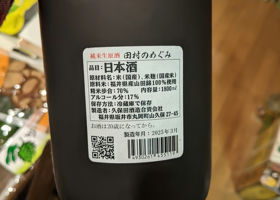 純米生原酒 田村のめぐみ
品目:日本酒
原材料名:米(国産)、米麹(国産米)
原料米:福井県産山田錦100%使用
精米歩合:70% 内容量:1800ml
アルコール分:17%
保存方法:冷蔵庫で保存
製造者:久保田酒造合資会社
福井県坂井市丸岡町山久保27-45
お酒は20歳になってから。
製造年月:2025年3月